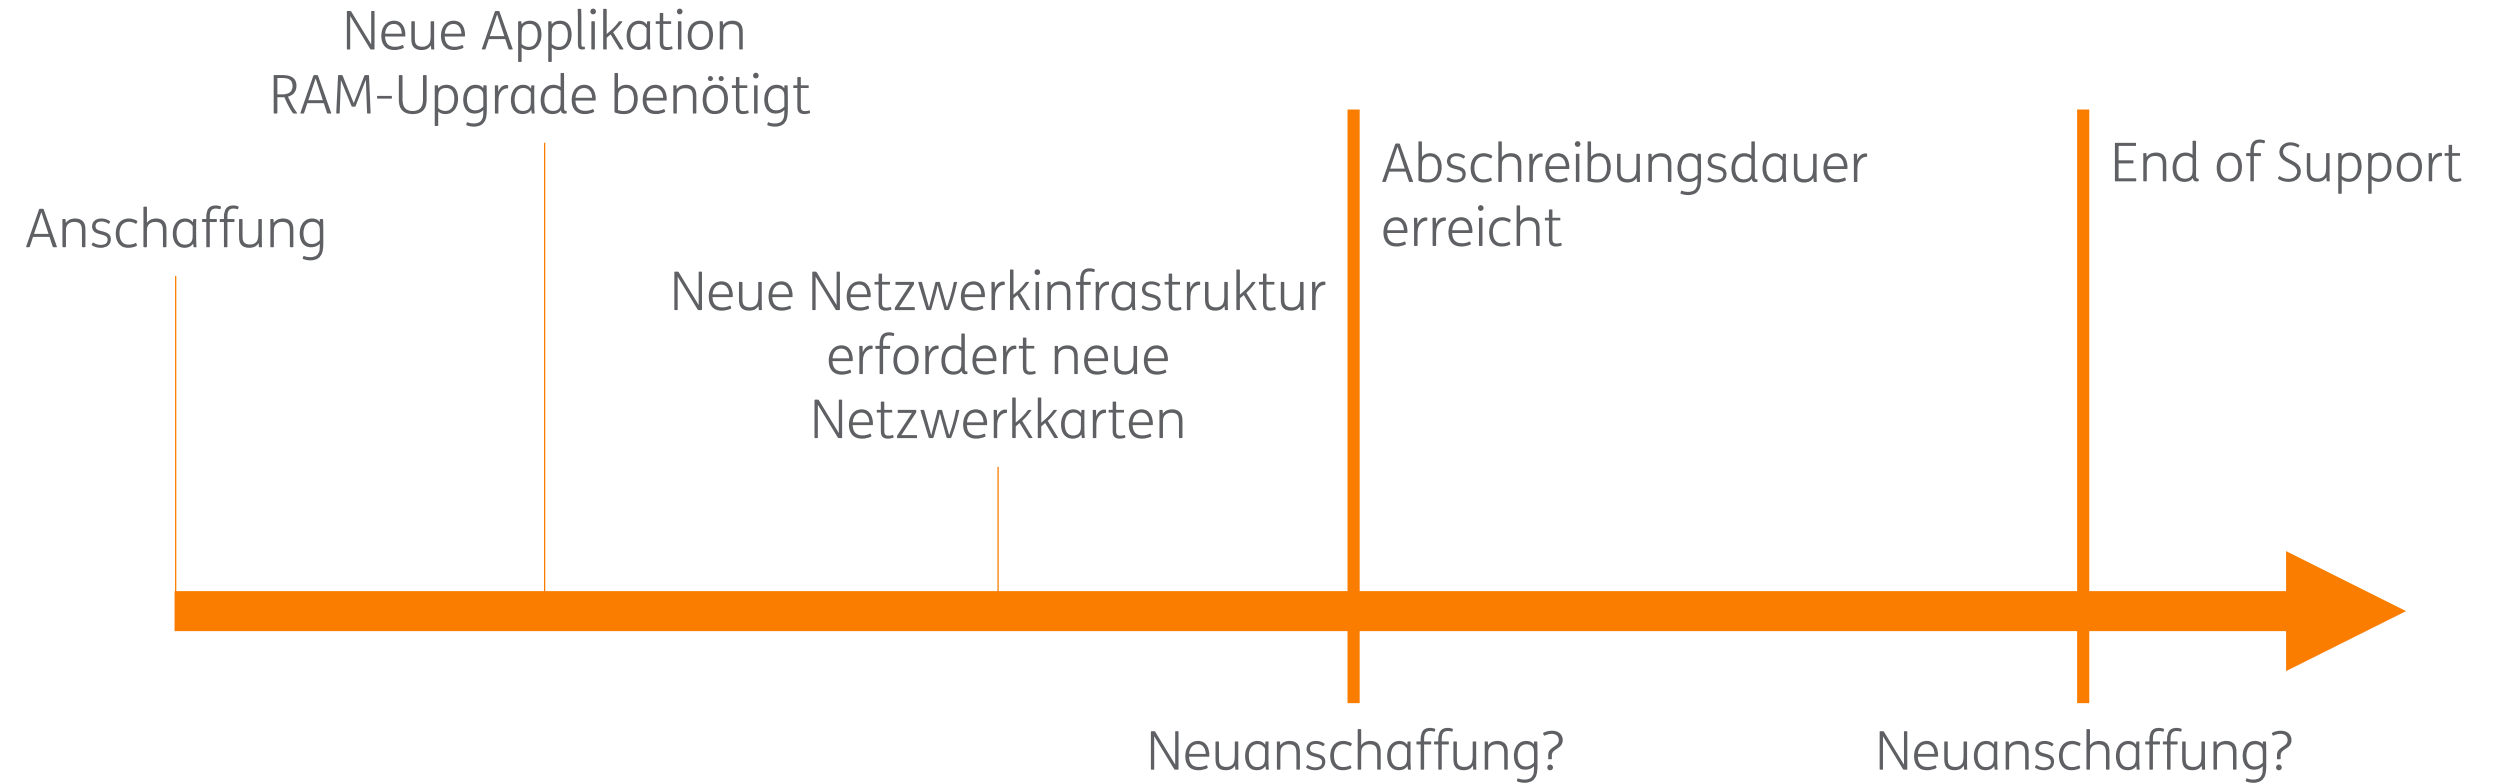 Neue Applikation
RAM-Upgrade benötigt
Abschreibungsdauer
erreicht
End of Support
Anschaffung
Neue Netzwerkinfrastruktur
erfordert neue
Netzwerkkarten
Neuanschaffung?
Neuanschaffung?